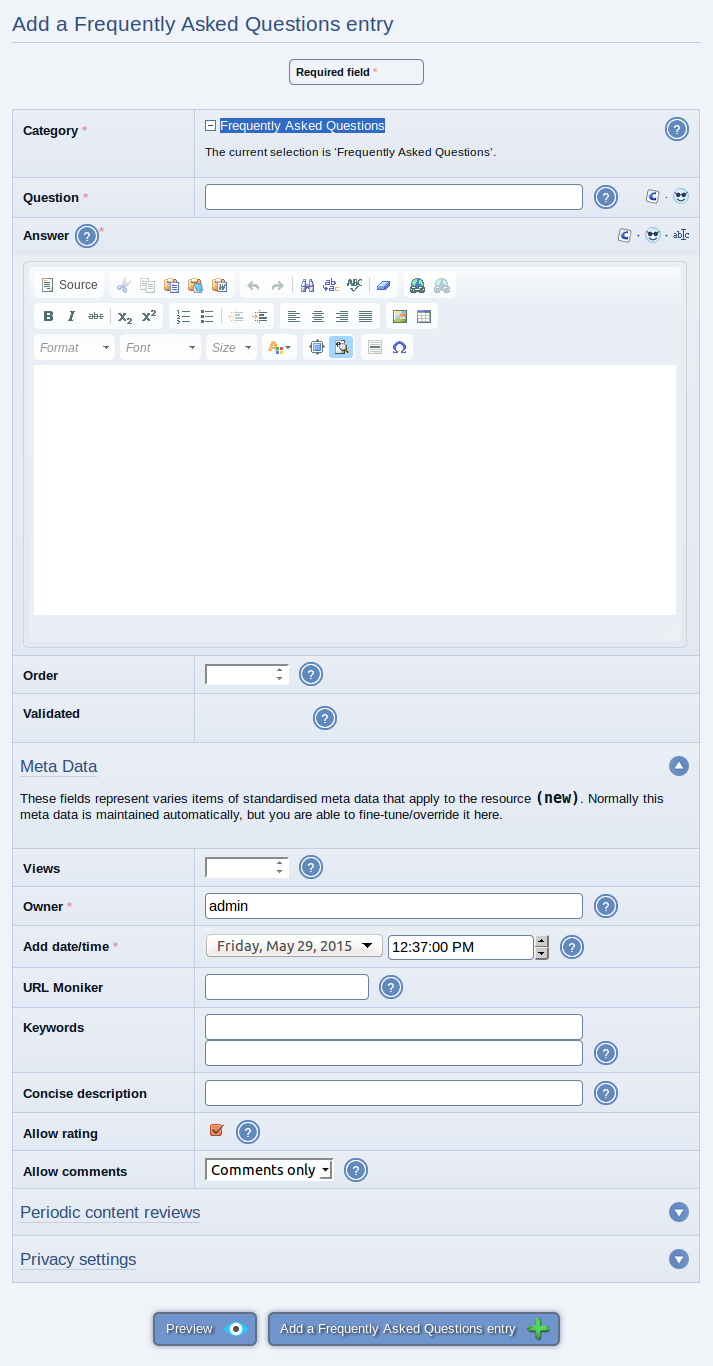 Add a Frequently Asked Questions entry
Required field *
Category *
Frequently Asked Questions
The current selection is ‘Frequently Asked Questions’.
Question *
Answer *
Source
Format Font Size
Order
Validated
Meta Data
These fields represent varies items of standardised meta data that apply to the resource (new). Normally this
meta data is maintained automatically, but you are able to fine-tune/override it here.
Views
Owner *
admin
Add date/time *
Friday, May 29, 2015 12:37:00 PM
URL Moniker
Keywords
Concise description
Allow rating
Allow comments
Comments only
Periodic content reviews
Privacy settings
Preview
Add a Frequently Asked Questions entry